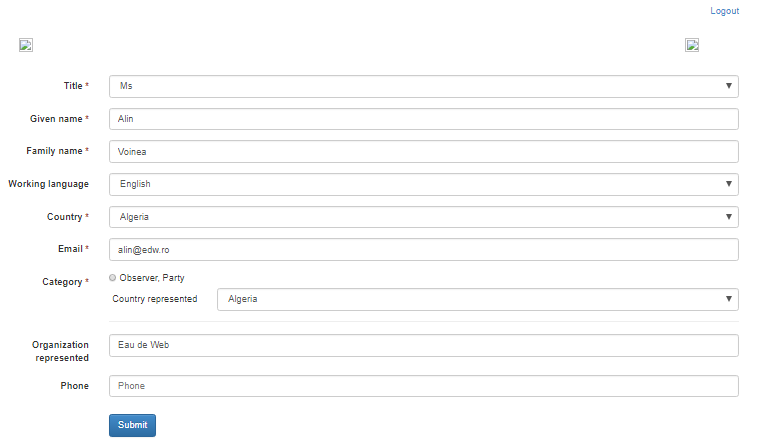 Logout
Title * Ms
Given name * Alin
Family name * Voinea
Working language English
Country * Algeria
Email * alin@edw.ro
Category * Observer, Party
Country represented Algeria
Organization represented Eau de Web
Phone Phone
Submit